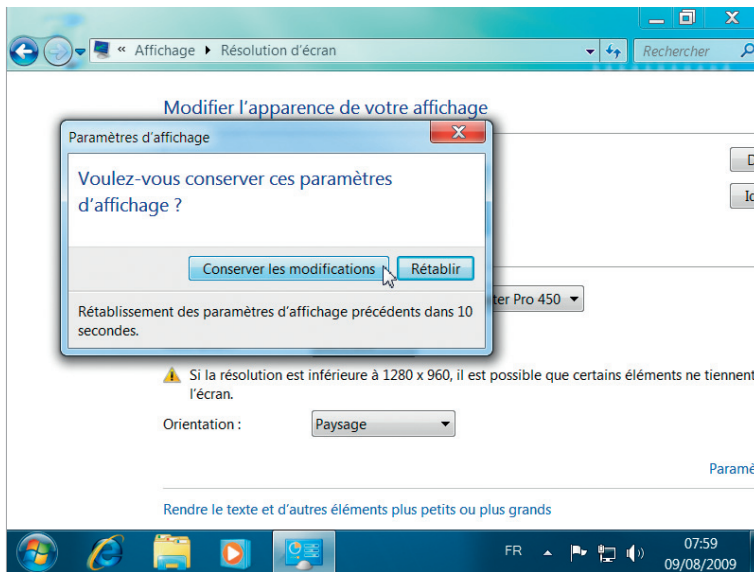 « Affichage ▸ Résolution d'écran
Rechercher
Modifier l'apparence de votre affichage
Paramètres d'affichage
Voulez-vous conserver ces paramètres
d'affichage ?
Conserver les modifications
Rétablir
Rétablissement des paramètres d'affichage précédents dans 10
secondes.
ter Pro 450
Si la résolution est inférieure à 1280 x 960, il est possible que certains éléments ne tiennent
l'écran.
Orientation :
Paysage
Paramè
Rendre le texte et d'autres éléments plus petits ou plus grands
FR
07:59
09/08/2009